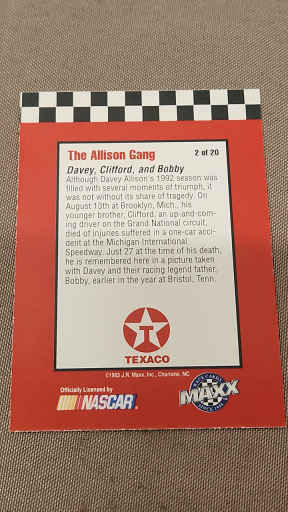 The Allison Gang 2 of 20
Davey, Clifford, and Bobby
Although Davey Allison's 1992 season was
filled with several moments of triumph, it
was not without its share of tragedy. On
August 13th at Brooklyn, Mich., his
younger brother, Clifford, an up-and-com-
ing driver on the Grand National circuit,
died of injuries suffered in a one-car acci-
dent at the Michigan International
Speedway. Just 27 at the time of his death,
he is remembered here in a picture taken
with Davey and their racing legend father,
Bobby, earlier in the year at Bristol, Tenn.
T
TEXACO
©1993 J.R. Maxx, Inc., Charlotte, NC
Officially Licensed by
NASCAR
RACE CARDS
MAXX